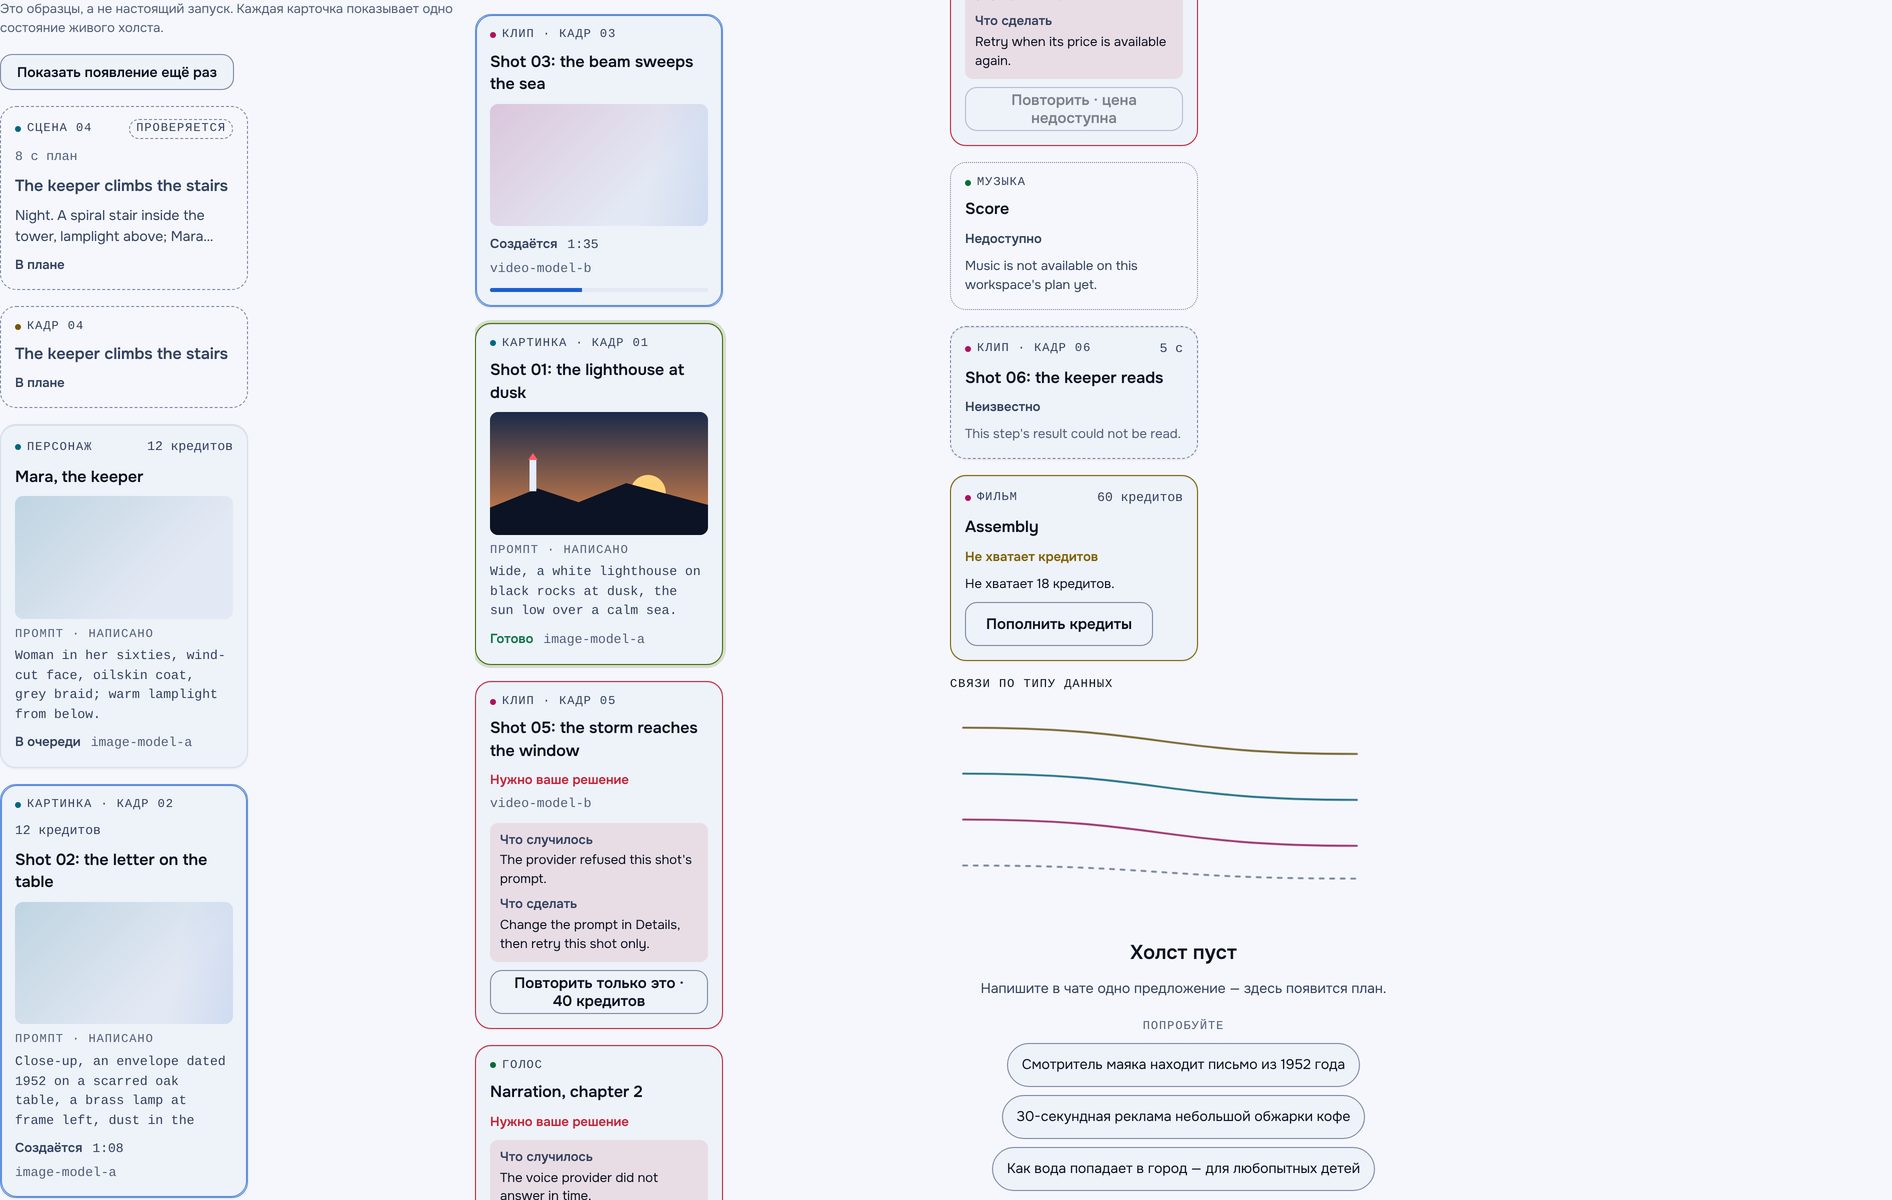 Это образцы, а не настоящий запуск. Каждая карточка показывает одно
состояние живого холста.
Показать появление ещё раз
СЦЕНА 04
ПРОВЕРЯЕТСЯ
8 с план
The keeper climbs the stairs
Night. A spiral stair inside the
tower, lamplight above; Mara…
В плане
КАДР 04
The keeper climbs the stairs
В плане
ПЕРСОНАЖ
12 кредитов
Mara, the keeper
ПРОМПТ · НАПИСАНО
Woman in her sixties, wind-
cut face, oilskin coat,
grey braid; warm lamplight
from below.
В очереди image-model-a
КАРТИНКА · КАДР 02
12 кредитов
Shot 02: the letter on the
table
ПРОМПТ · НАПИСАНО
Close-up, an envelope dated
1952 on a scarred oak
table, a brass lamp at
frame left, dust in the
Создаётся 1:08
image-model-a
КЛИП · КАДР 03
Shot 03: the beam sweeps
the sea
Создаётся 1:35
video-model-b
КАРТИНКА · КАДР 01
Shot 01: the lighthouse at
dusk
ПРОМПТ · НАПИСАНО
Wide, a white lighthouse on
black rocks at dusk, the
sun low over a calm sea.
Готово image-model-a
КЛИП · КАДР 05
Shot 05: the storm reaches
the window
Нужно ваше решение
video-model-b
Что случилось
The provider refused this shot's
prompt.
Что сделать
Change the prompt in Details,
then retry this shot only.
Повторить только это ·
40 кредитов
ГОЛОС
Narration, chapter 2
Нужно ваше решение
Что случилось
The voice provider did not
answer in time.
Что сделать
Retry when its price is available
again.
Повторить · цена
недоступна
МУЗЫКА
Score
Недоступно
Music is not available on this
workspace's plan yet.
КЛИП · КАДР 06
5 с
Shot 06: the keeper reads
Неизвестно
This step's result could not be read.
ФИЛЬМ
60 кредитов
Assembly
Не хватает кредитов
Не хватает 18 кредитов.
Пополнить кредиты
СВЯЗИ ПО ТИПУ ДАННЫХ
Холст пуст
Напишите в чате одно предложение — здесь появится план.
ПОПРОБУЙТЕ
Смотритель маяка находит письмо из 1952 года
30-секундная реклама небольшой обжарки кофе
Как вода попадает в город — для любопытных детей